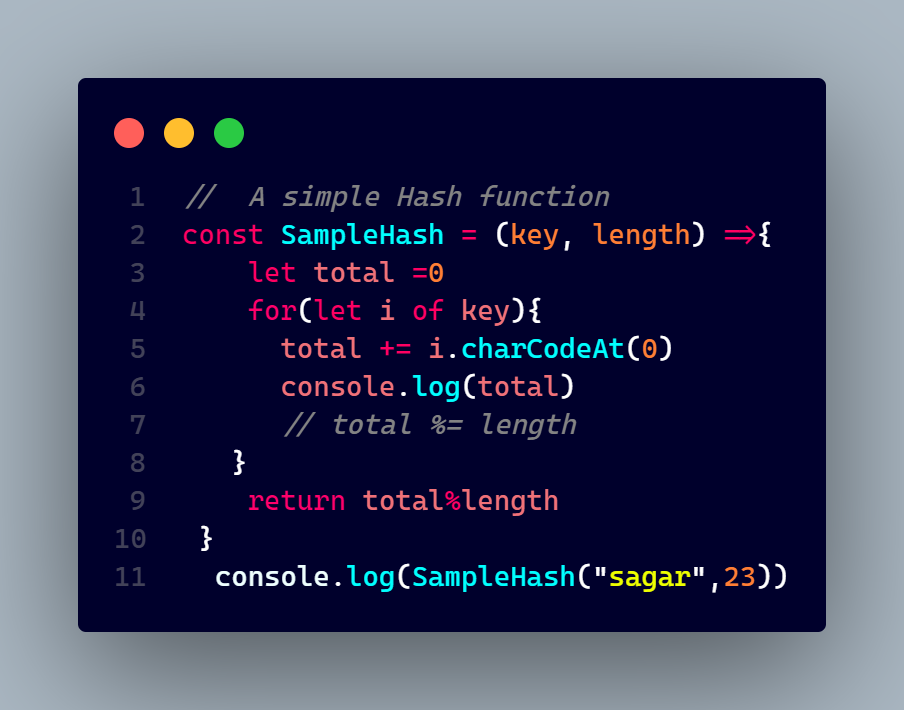 1 //  A simple Hash function
2 const SampleHash = (key, length) =>{
3     let total =0
4     for(let i of key){
5       total += i.charCodeAt(0)
6       console.log(total)
7       // total %= length
8    }
9     return total%length
10  }
11   console.log(SampleHash("sagar",23))